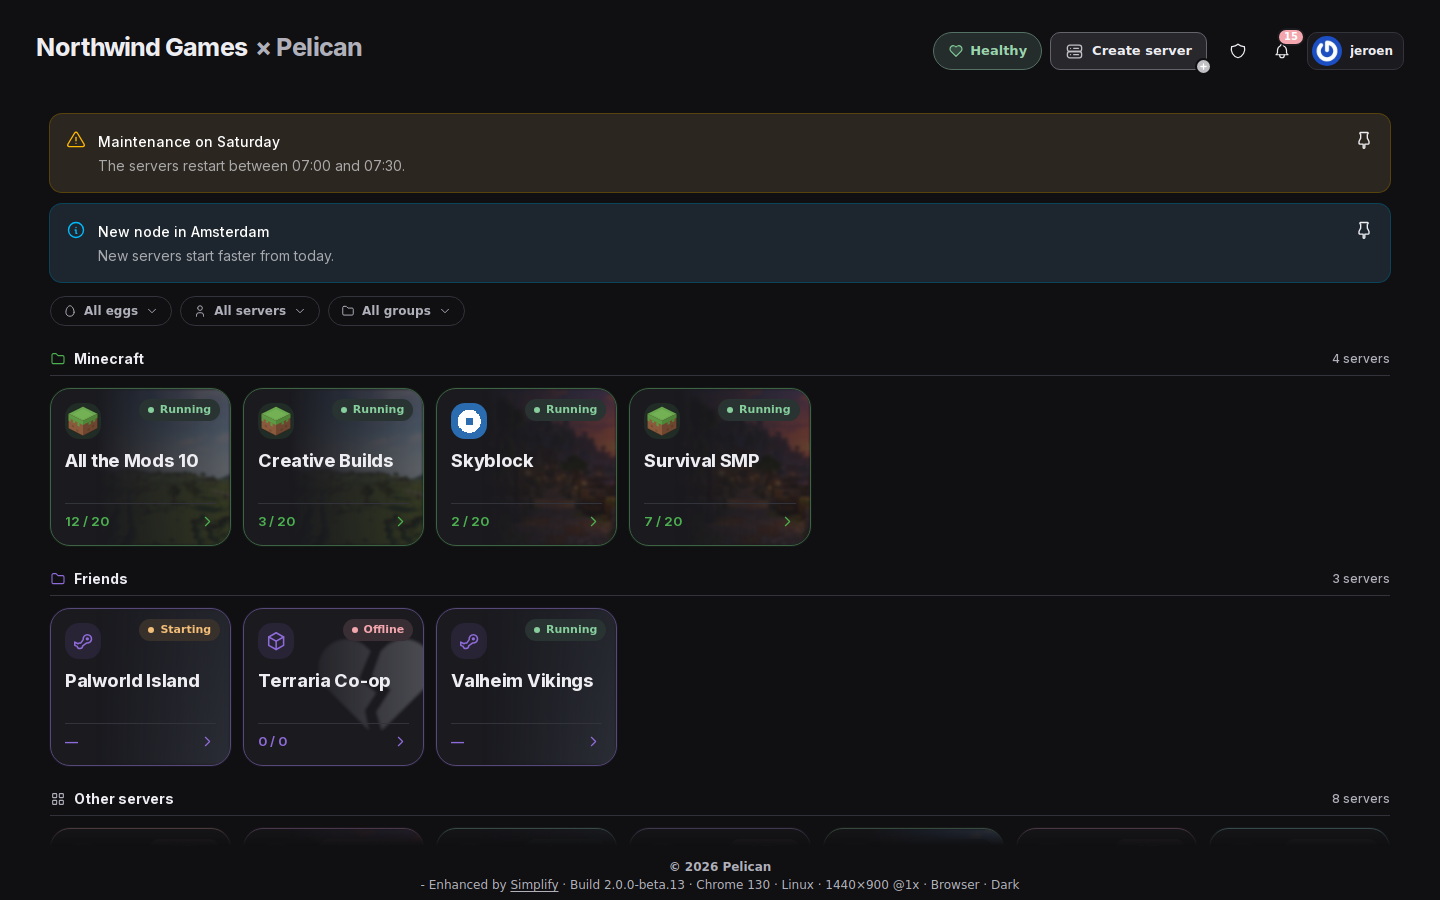 Northwind Games × Pelican
Healthy
Create server
15
jeroen
Maintenance on Saturday
The servers restart between 07:00 and 07:30.
New node in Amsterdam
New servers start faster from today.
All eggs
All servers
All groups
Minecraft
4 servers
Running
All the Mods 10
12 / 20
Running
Creative Builds
3 / 20
Running
Skyblock
2 / 20
Running
Survival SMP
7 / 20
Friends
3 servers
Starting
Palworld Island
—
Offline
Terraria Co-op
0 / 0
Running
Valheim Vikings
—
Other servers
8 servers
© 2026 Pelican
- Enhanced by Simplify · Build 2.0.0-beta.13 · Chrome 130 · Linux · 1440×900 @1x · Browser · Dark